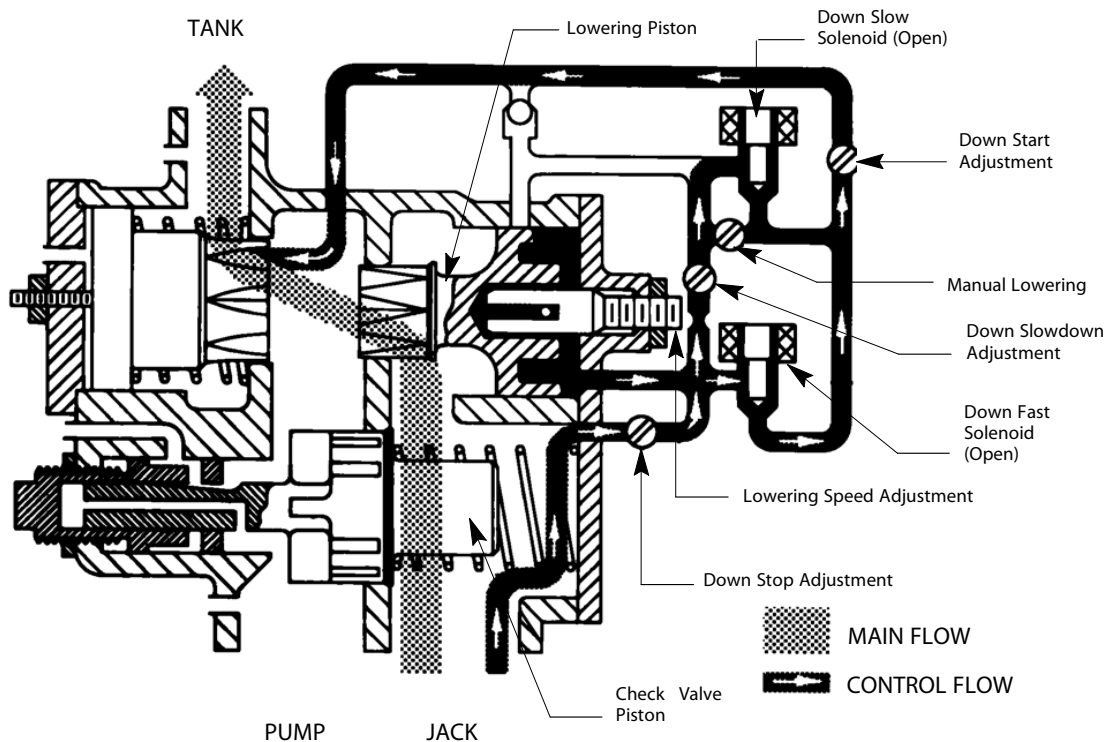 Down Slow
Solenoid (Open)
TANK
Lowering Piston
Down Start
Adjustment
Manual Lowering
Down Slowdown
Adjustment
Down Fast
Solenoid
(Open)
Lowering Speed Adjustment
Down Stop Adjustment
MAIN FLOW
CONTROL FLOW
Check Valve
Piston
PUMP
JACK